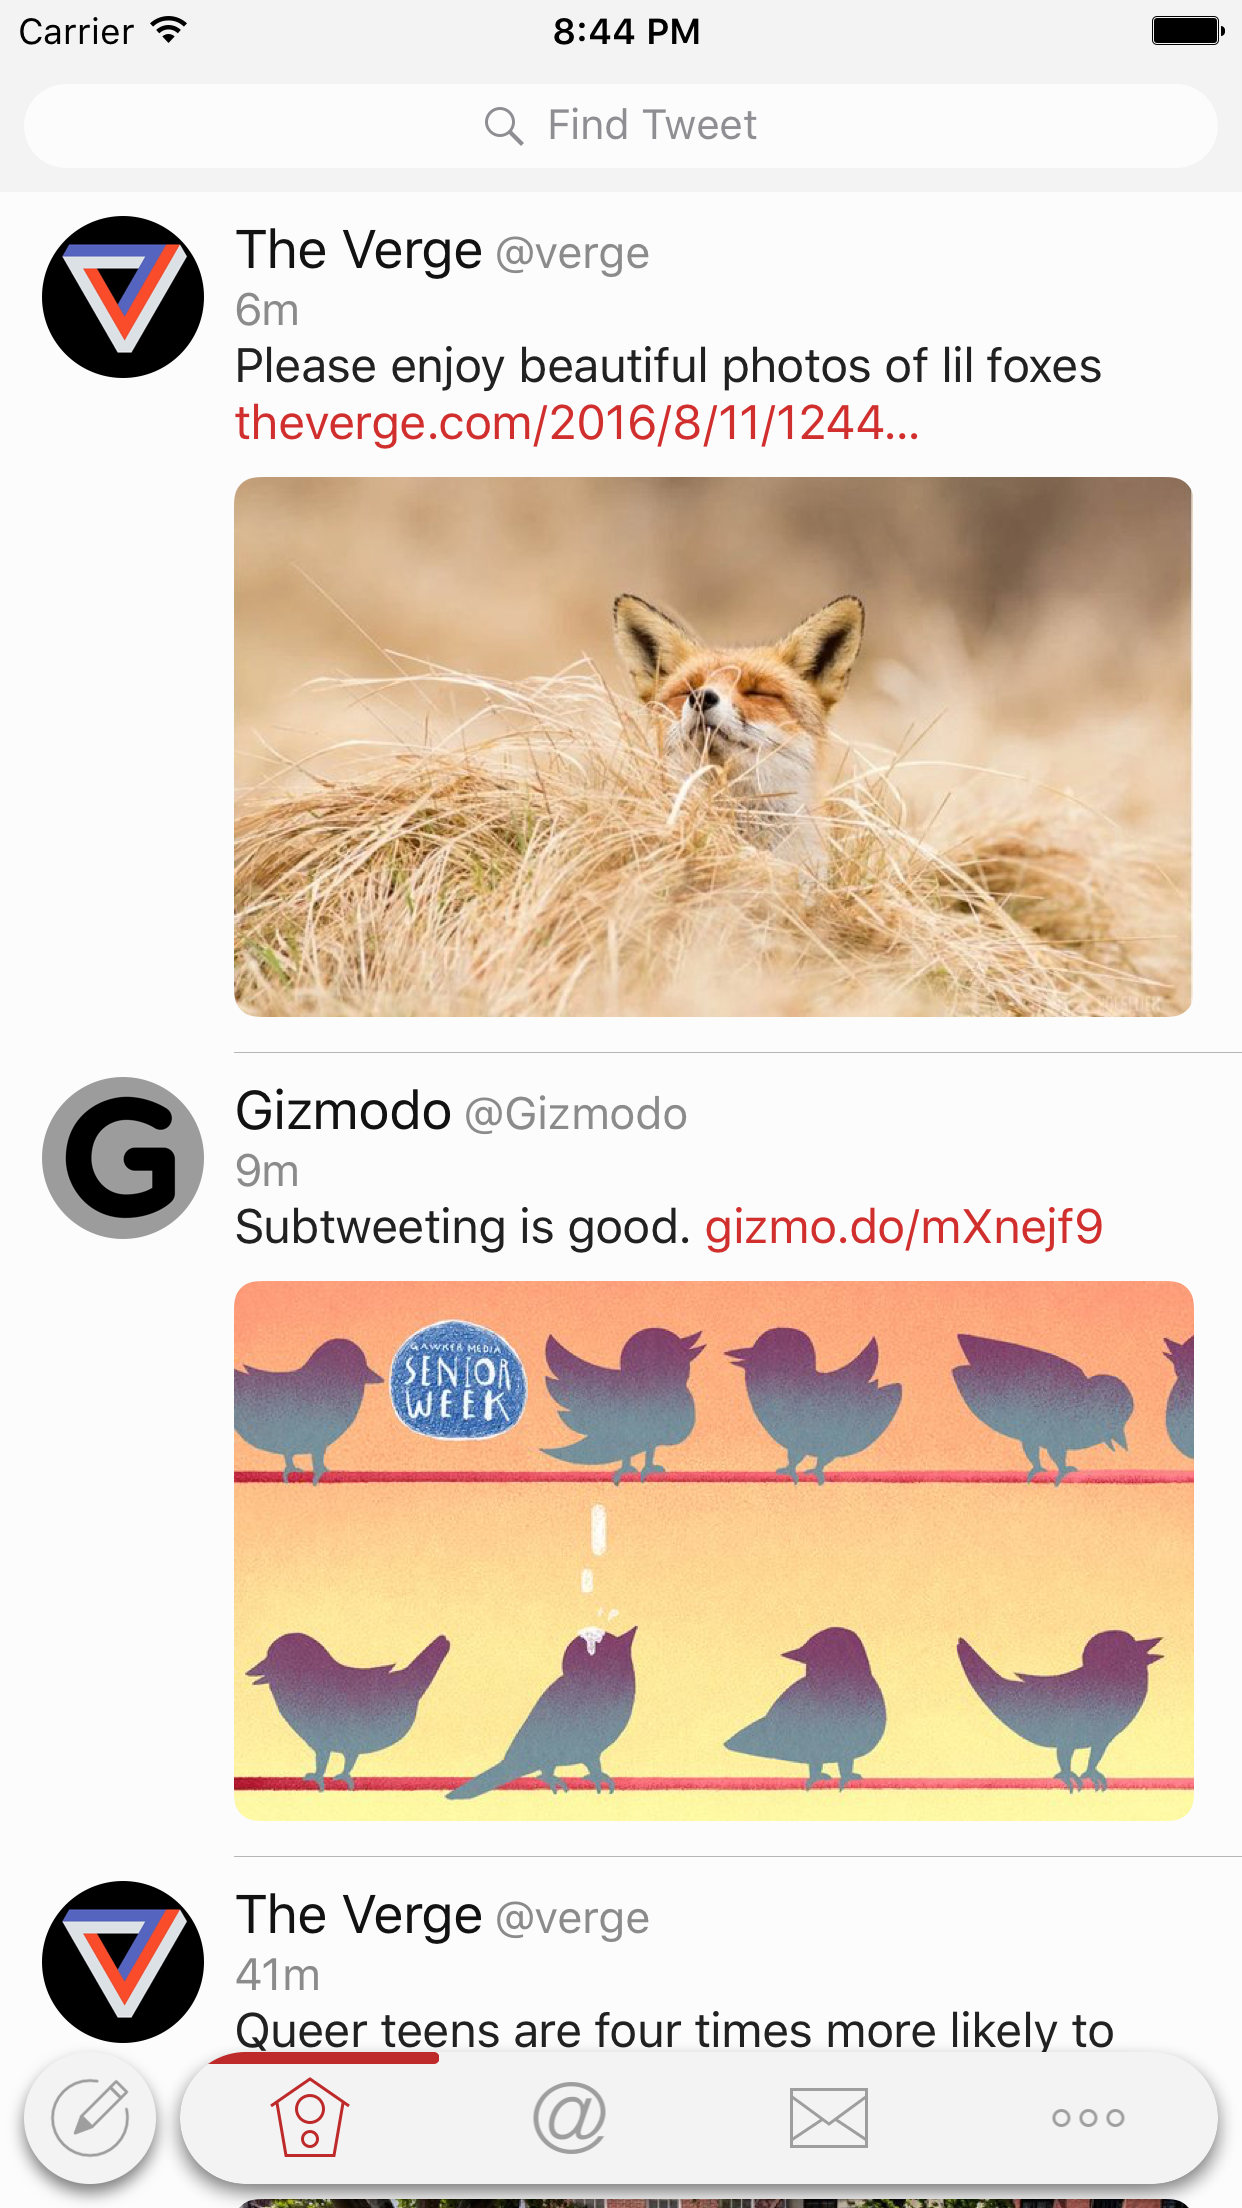 Carrier 8:44 PM
Find Tweet
The Verge @verge
6m
Please enjoy beautiful photos of lil foxes
theverge.com/2016/8/11/1244...
Gizmodo @Gizmodo
9m
Subtweeting is good. gizmo.do/mXnejf9
GAWKER MEDIA
SENIOR
WEEK
The Verge @verge
41m
Queer teens are four times more likely to